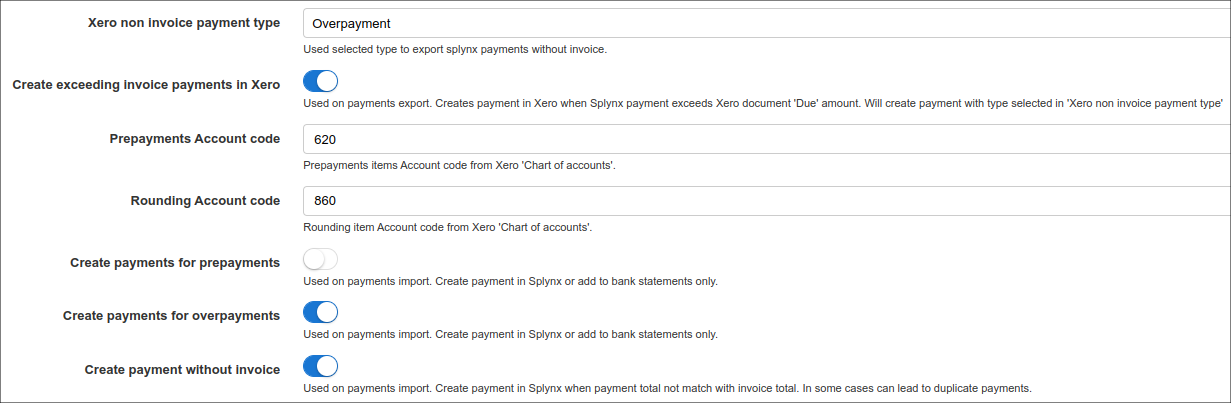 Xero non invoice payment type
Overpayment
Used selected type to export splynx payments without invoice.
Create exceeding invoice payments in Xero
Used on payments export. Creates payment in Xero when Splynx payment exceeds Xero document 'Due' amount. Will create payment with type selected in 'Xero non invoice payment type'
Prepayments Account code
620
Prepayments items Account code from Xero 'Chart of accounts'.
Rounding Account code
860
Rounding item Account code from Xero 'Chart of accounts'.
Create payments for prepayments
Used on payments import. Create payment in Splynx or add to bank statements only.
Create payments for overpayments
Used on payments import. Create payment in Splynx or add to bank statements only.
Create payment without invoice
Used on payments import. Create payment in Splynx when payment total not match with invoice total. In some cases can lead to duplicate payments.